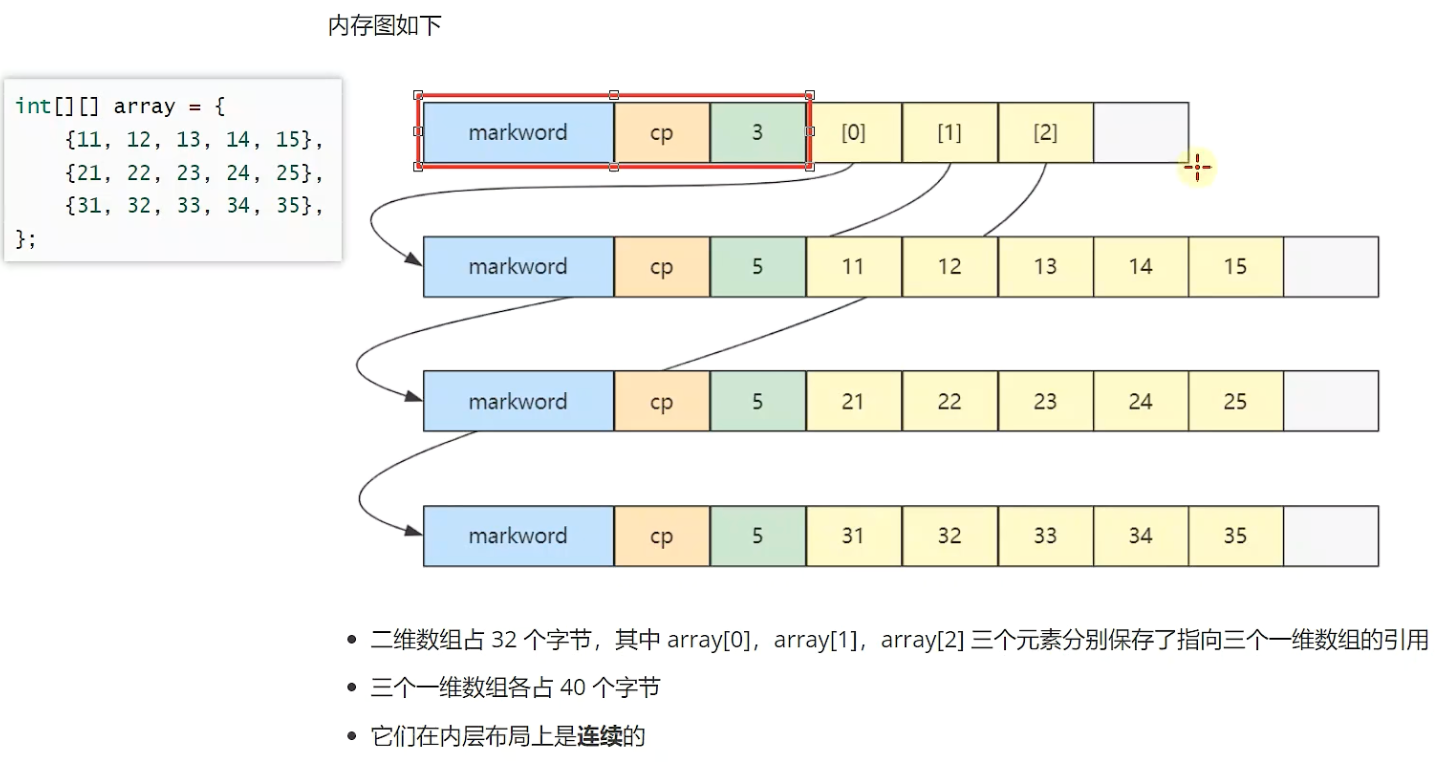 内存图如下
int[][] array = {
{11, 12, 13, 14, 15},
{21, 22, 23, 24, 25},
{31, 32, 33, 34, 35},
};
markword cp 3 [0] [1] [2]
markword cp 5 11 12 13 14 15
markword cp 5 21 22 23 24 25
markword cp 5 31 32 33 34 35
二维数组占 32 个字节，其中 array[0]，array[1]，array[2] 三个元素分别保存了指向三个一维数组的引用
三个一维数组各占 40 个字节
它们在内层布局上是连续的